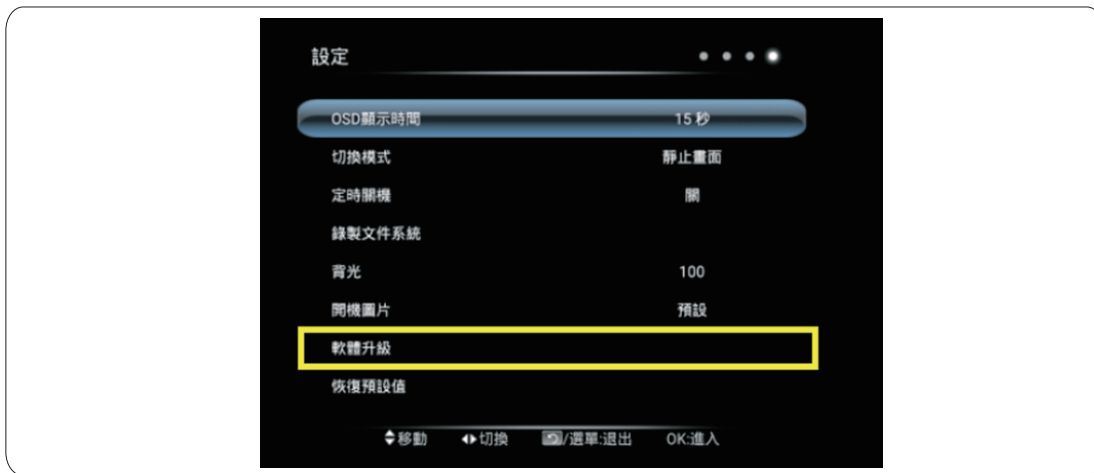 設定
OSD顯示時間 15 秒
切換模式 靜止畫面
定時關機 關
錄製文件系統
背光 100
開機圖片 預設
軟體升級
恢復預設值
移動 切換 /選單:退出 OK:進入